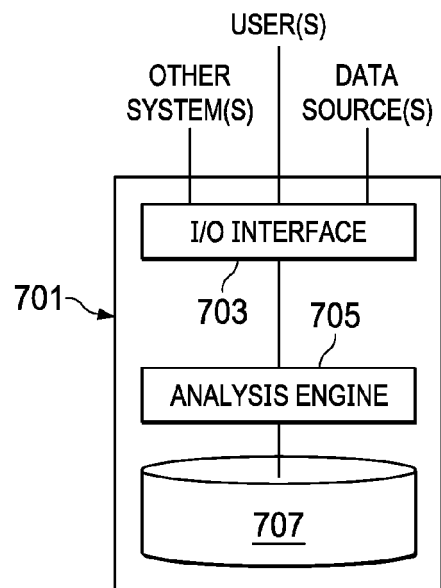 USER(S)
OTHER
SYSTEM(S)
DATA
SOURCE(S)
I/O INTERFACE
701
703
705
ANALYSIS ENGINE
707